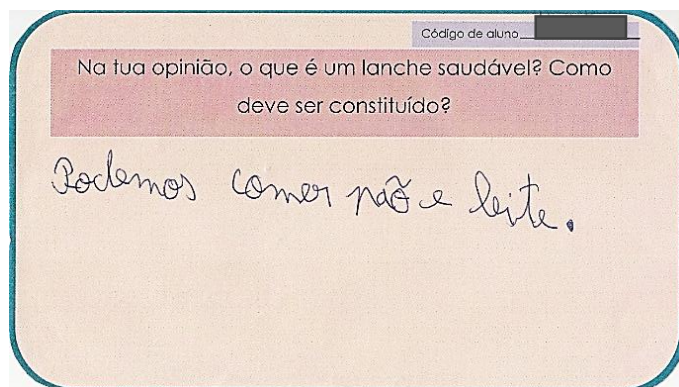 Código de aluno
Na tua opinião, o que é um lanche saudável? Como
deve ser constituído?
Podemos comer pão e leite.